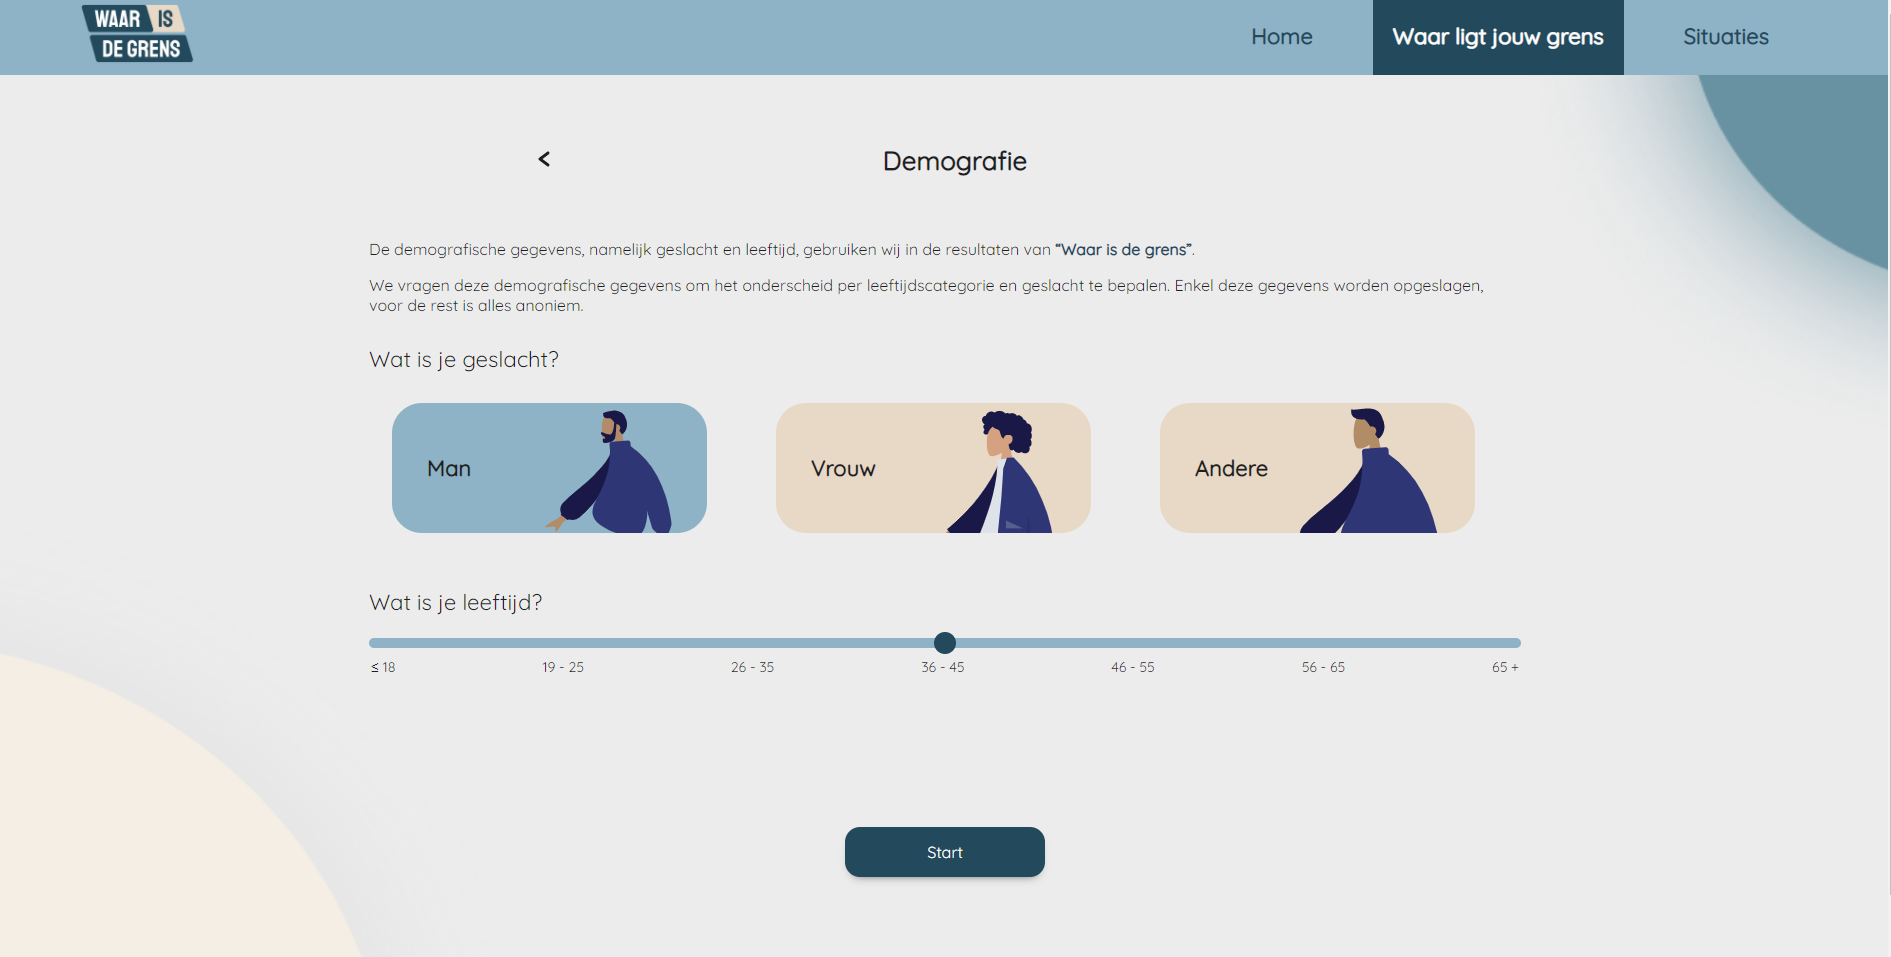 WAAR IS
DE GRENS
Home
Waar ligt jouw grens
Situaties
<
Demografie
De demografische gegevens, namelijk geslacht en leeftijd, gebruiken wij in de resultaten van “Waar is de grens”.
We vragen deze demografische gegevens om het onderscheid per leeftijdscategorie en geslacht te bepalen. Enkel deze gegevens worden opgeslagen,
voor de rest is alles anoniem.
Wat is je geslacht?
Man
Vrouw
Andere
Wat is je leeftijd?
≤ 18
19 - 25
26 - 35
36 - 45
46 - 55
56 - 65
65 +
Start